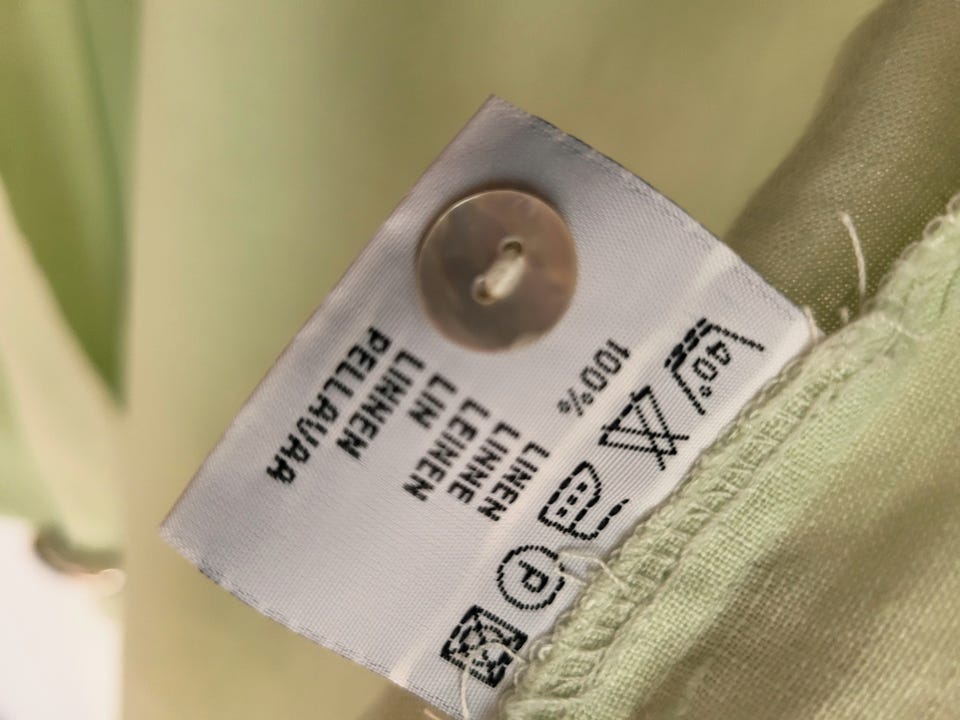 40°
P
100% LINEN
LINNE
LEINEN
LIN
LINNEN
PELLAVAA